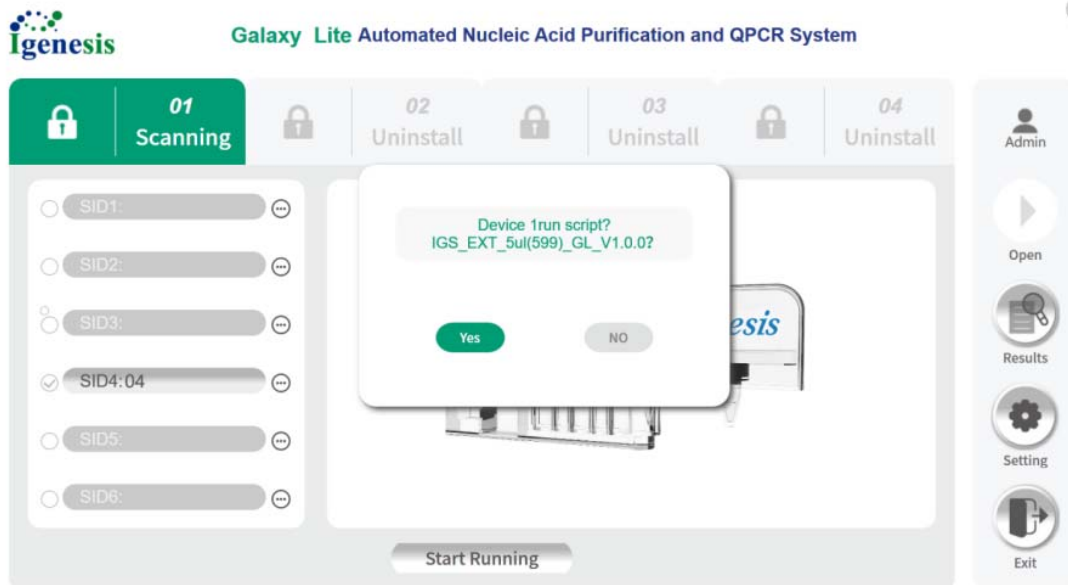 Igenesis
Galaxy Lite Automated Nucleic Acid Purification and QPCR System
01
Scanning
02
Uninstall
03
Uninstall
04
Uninstall
Admin
SID1:
SID2:
SID3:
SID4:04
SID5:
SID6:
Device 1run script?
IGS_EXT_5ul(599)_GL_V1.0.0?
Yes
NO
esis
Open
Results
Setting
Exit
Start Running